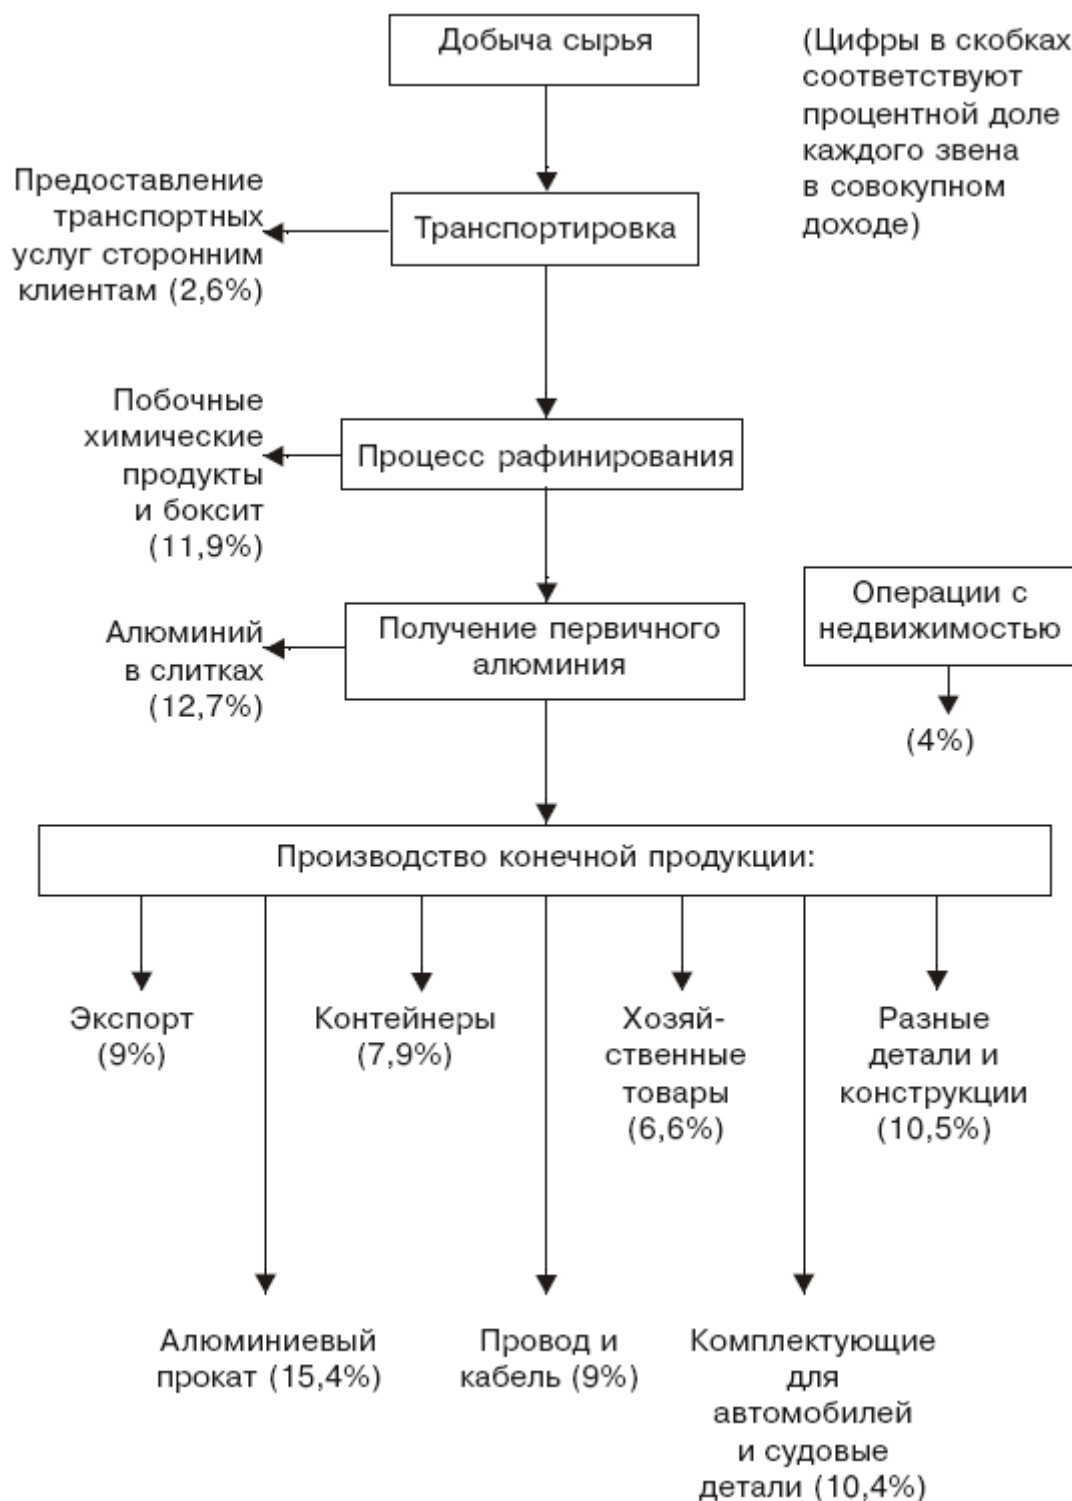 Добыча сырья
(Цифры в скобках
соответствуют
процентной доле
каждого звена
в совокупном
доходе)
Предоставление
транспортных
услуг сторонним
клиентам (2,6%)
Транспортировка
Побочные
химические
продукты
и боксит
(11,9%)
Процесс рафинирования
Алюминий
в слитках
(12,7%)
Получение первичного
алюминия
Операции с
недвижимостью
(4%)
Производство конечной продукции:
Экспорт
(9%)
Контейнеры
(7,9%)
Хозяй-
ственные
товары
(6,6%)
Разные
детали и
конструкции
(10,5%)
Алюминиевый
прокат (15,4%)
Провод и
кабель (9%)
Комплектующие
для
автомобилей
и судовые
детали (10,4%)